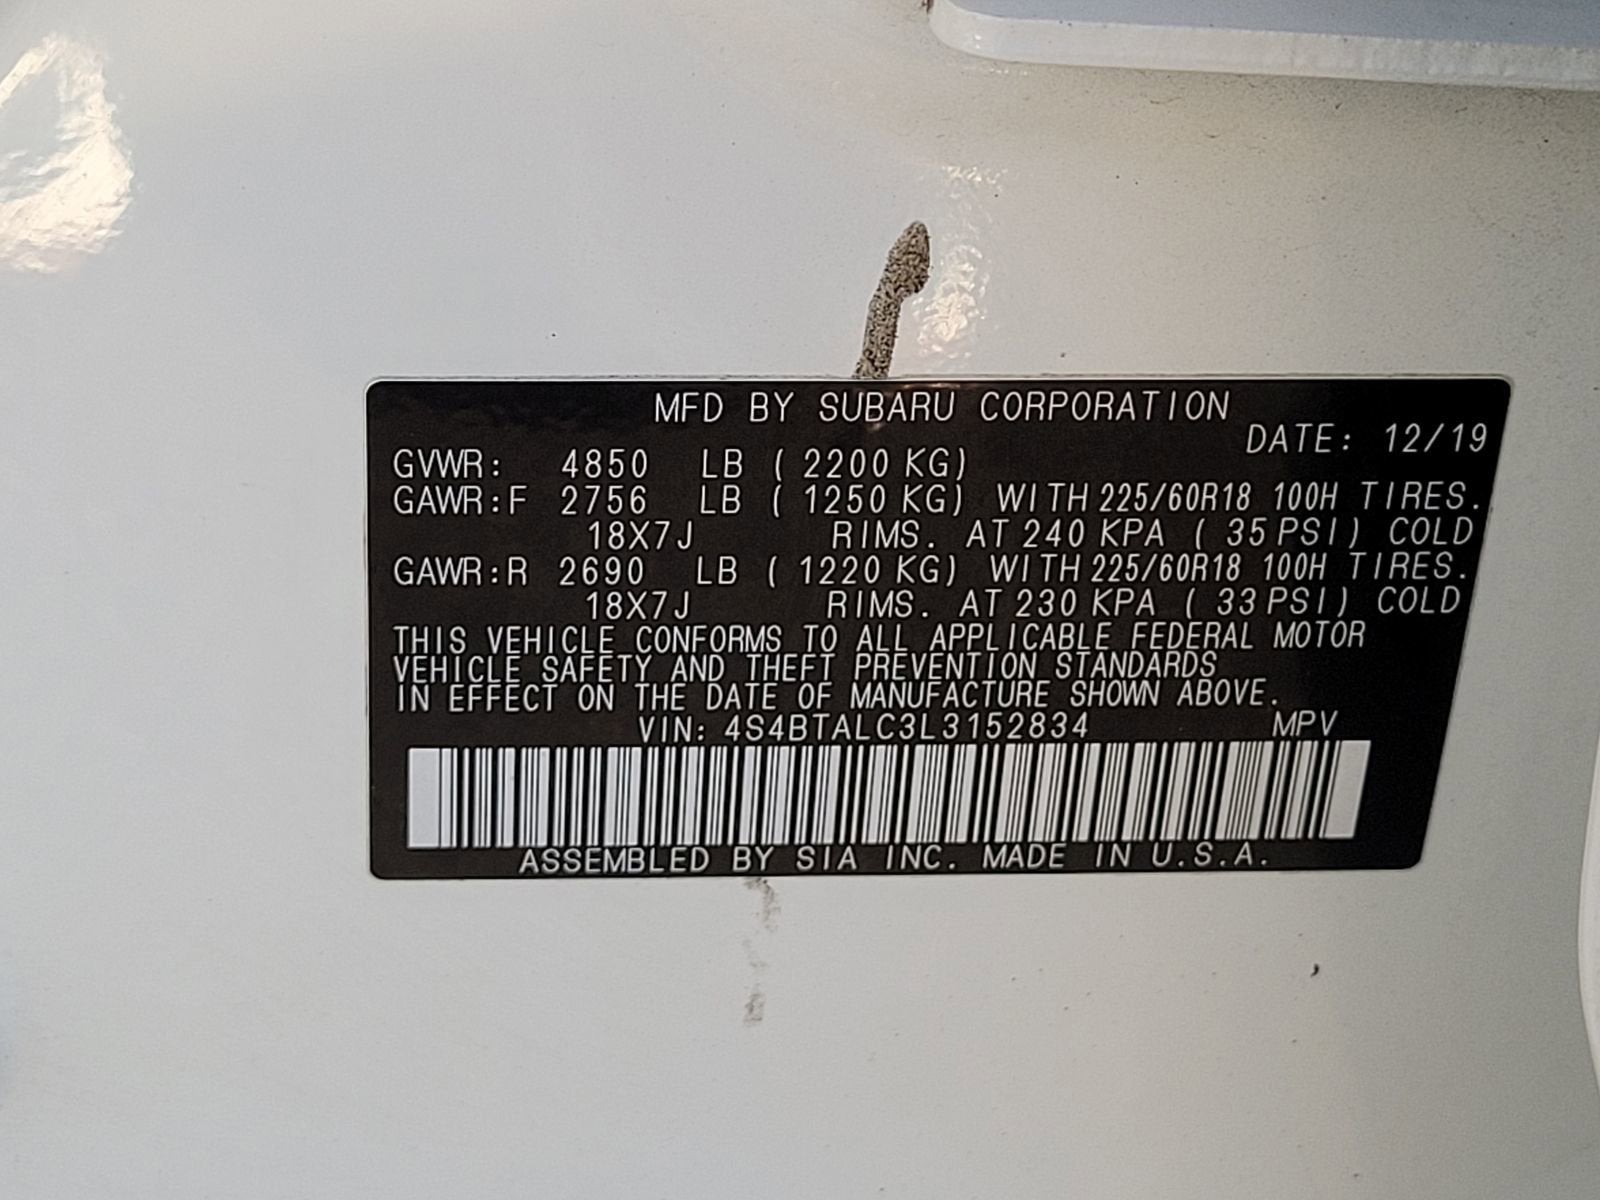 MFD BY SUBARU CORPORATION
DATE: 12/19
GVWR: 4850 LB ( 2200 KG)
GAWR:F 2756 LB ( 1250 KG) WITH 225/60R18 100H TIRES.
18X7J RIMS. AT 240 KPA ( 35 PSI) COLD
GAWR:R 2690 LB ( 1220 KG) WITH 225/60R18 100H TIRES.
18X7J RIMS. AT 230 KPA ( 33 PSI) COLD
THIS VEHICLE CONFORMS TO ALL APPLICABLE FEDERAL MOTOR
VEHICLE SAFETY AND THEFT PREVENTION STANDARDS
IN EFFECT ON THE DATE OF MANUFACTURE SHOWN ABOVE.
VIN: 4S4BTALC3L3152834 MPV
ASSEMBLED BY SIA INC. MADE IN U.S.A.